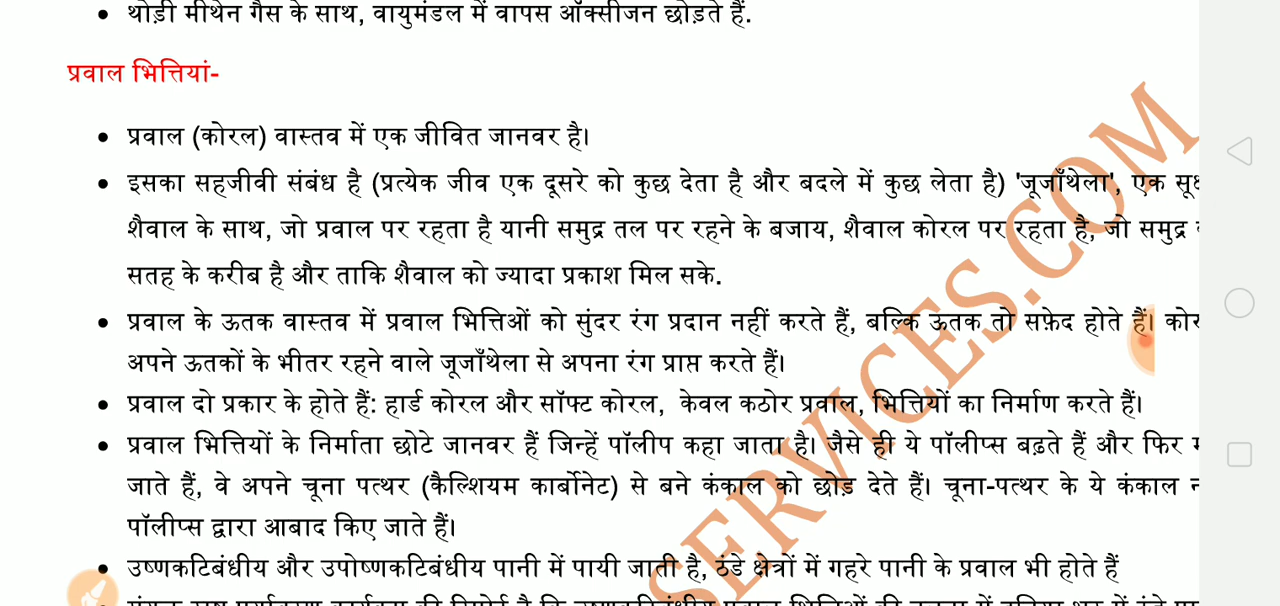 • थोड़ी मीथेन गैस के साथ, वायुमंडल में वापस ऑक्सीजन छोड़ते हैं.
प्रवाल भित्तियां-
• प्रवाल (कोरल) वास्तव में एक जीवित जानवर है।
• इसका सहजीवी संबंध है (प्रत्येक जीव एक दूसरे को कुछ देता है और बदले में कुछ लेता है) 'जूजाँथेला', एक
शैवाल के साथ, जो प्रवाल पर रहता है यानी समुद्र तल पर रहने के बजाय, शैवाल कोरल पर रहता है, जो समुद्र
सतह के करीब है और ताकि शैवाल को ज्यादा प्रकाश मिल सके.
• प्रवाल के ऊतक वास्तव में प्रवाल भित्तिओं को सुंदर रंग प्रदान नहीं करते हैं, बल्कि ऊतक तो सफ़ेद होते हैं।
अपने ऊतकों के भीतर रहने वाले जूजाँथेला से अपना रंग प्राप्त करते हैं।
• प्रवाल दो प्रकार के होते हैं: हार्ड कोरल और सॉफ्ट कोरल, केवल कठोर प्रवाल, भित्तियों का निर्माण करते हैं।
• प्रवाल भित्तियों के निर्माता छोटे जानवर हैं जिन्हें पॉलीप कहा जाता है। जैसे ही ये पॉलीप्स बढ़ते हैं और फिर
जाते हैं, वे अपने चूना पत्थर (कैल्शियम कार्बोनेट) से बने कंकाल को छोड़ देते हैं। चूना-पत्थर के ये कंकाल
पॉलीप्स द्वारा आबाद किए जाते हैं।
• उष्णकटिबंधीय और उपोष्णकटिबंधीय पानी में पायी जाती है, ठंडे क्षेत्रों में गहरे पानी के प्रवाल भी होते हैं
SERVICES.COM